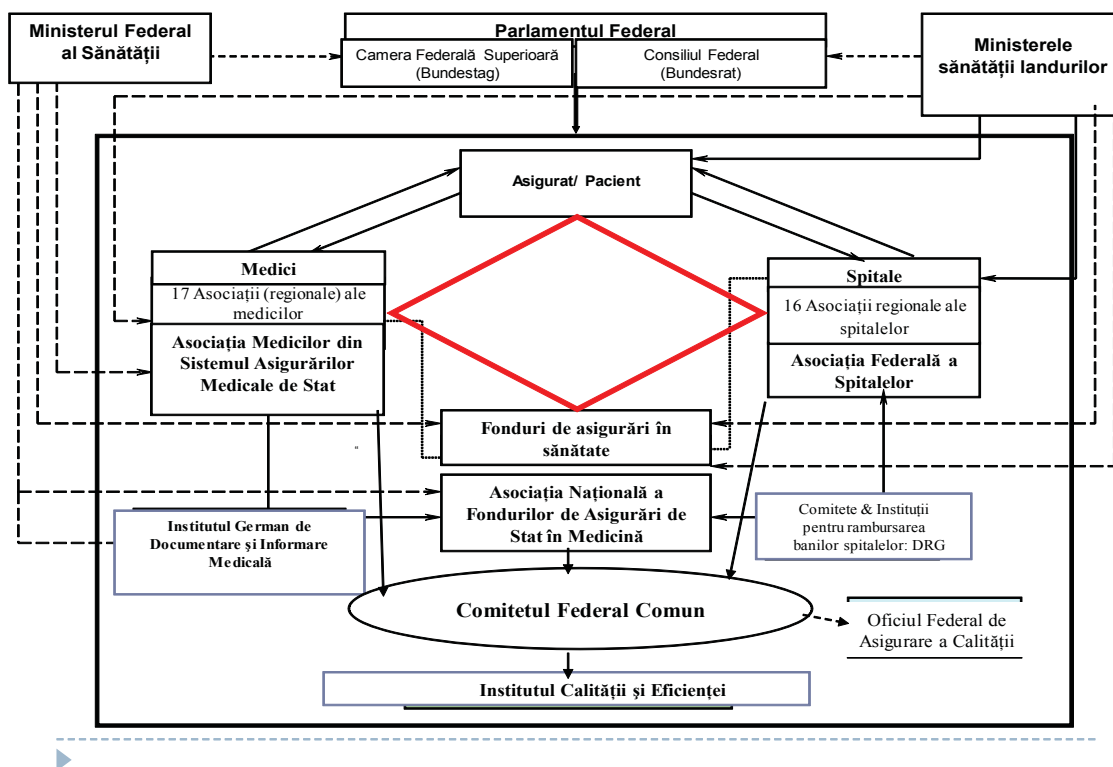 Ministerul Federal
al Sănătății
Parlamentul Federal
Camera Federală Superioară
(Bundestag)
Consiliul Federal
(Bundesrat)
Ministerele
sănătății landurilor
Asigurat/ Pacient
Medici
17 Asociații (regionale) ale
medicilor
Asociația Medicilor din
Sistemul Asigurărilor
Medicale de Stat
Spitale
16 Asociații regionale ale
spitalelor
Asociația Federală a
Spitalelor
Fonduri de asigurări în
sănătate
Asociația Națională a
Fondurilor de Asigurări de
Stat în Medicină
Institutul German de
Documentare şi Informare
Medicală
Comitete & Instituții
pentru rambursarea
banilor spitalelor: DRG
Comitetul Federal Comun
Oficiul Federal de
Asigurare a Calității
Institutul Calității şi Eficienței